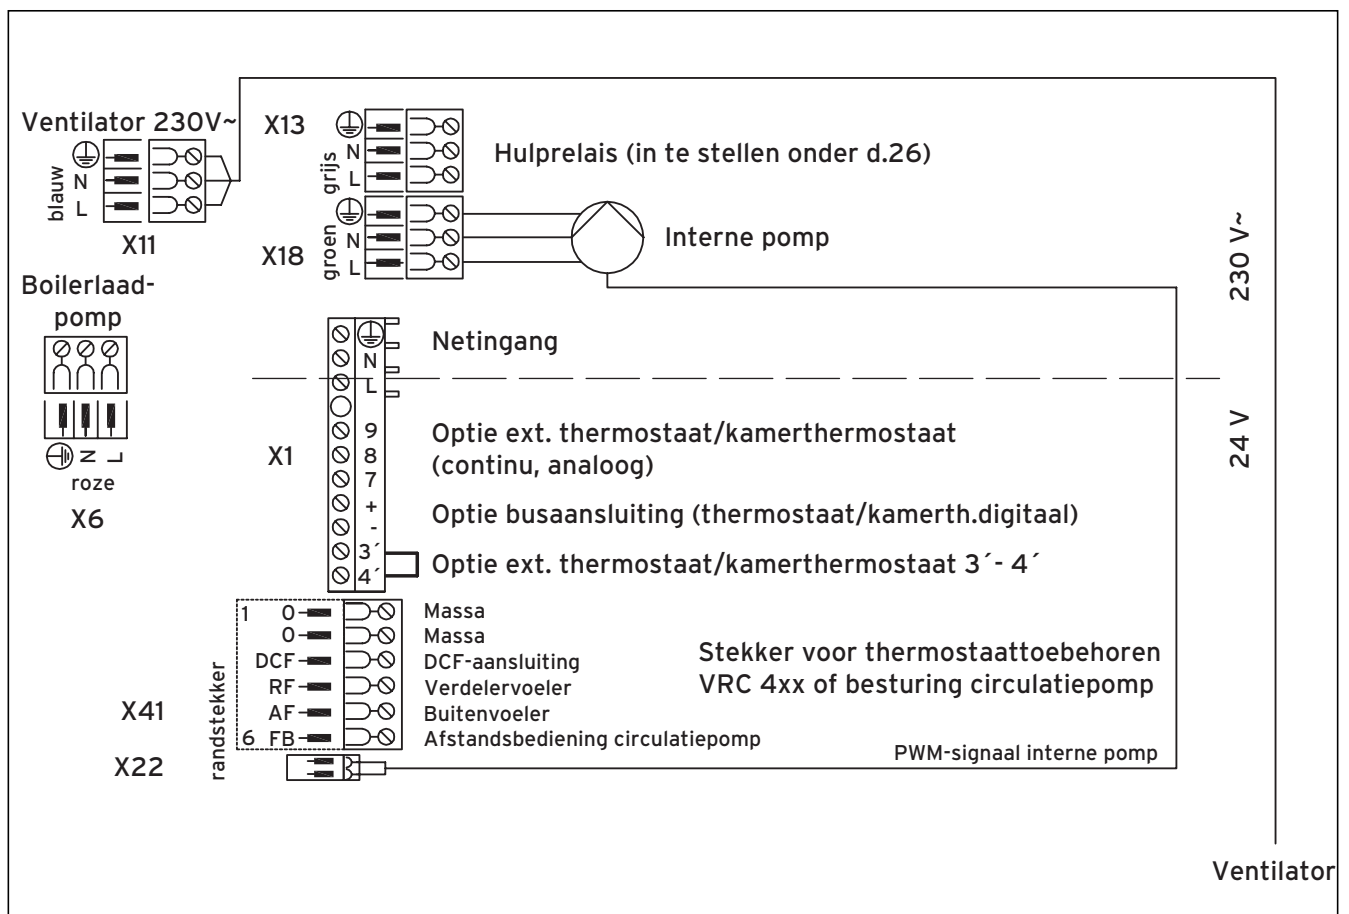 Ventilator 230V~
blauw
N
L
X11
Boilerlaad-
pomp
N
L
roze
X6
X13
grijs
N
L
Hulprelais (in te stellen onder d.26)
X18
groen
N
L
Interne pomp
230 V~
24 V
X1
N
L
Netingang
9
8
7
Optie ext. thermostaat/kamerthermostaat
(continu, analoog)
+
-
Optie busaansluiting (thermostaat/kamerth.digitaal)
3´
4´
Optie ext. thermostaat/kamerthermostaat 3´- 4´
X41
randstekker
1 0 Massa
0 Massa
DCF DCF-aansluiting
RF Verdelervoeler
AF Buitenvoeler
6 FB Afstandsbediening circulatiepomp
Stekker voor thermostaattoebehoren
VRC 4xx of besturing circulatiepomp
X22
PWM-signaal interne pomp
Ventilator